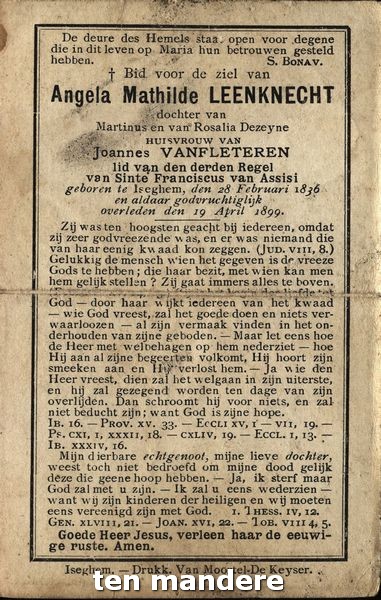 De deure des Hemels staat open voor degene
die in dit leven op Maria hun betrouwen gesteld
hebben. S. BONAV.
† Bid voor de ziel van
Angela Mathilde LEENKNECHT
dochter van
Martinus en van Rosalia Dezeyne
HUISVROUW VAN
Joannes VANFLETEREN
lid van den derden Regel
van Sinte Franciscus van Assisi
geboren te Iseghem, den 28 Februari 1836
en aldaar godvruchtiglijk
overleden den 19 April 1899.
Zij was ten hoogsten geacht bij iedereen, omdat
zij zeer godvreezende was, en er was niemand die
van haar eenig kwaad kon zeggen. (JUD. VIII, 8.)
Gelukkig de mensch wien het gegeven is de vreeze
Gods te hebben; die haar bezit, met wien kan men
hem gelijk stellen? Zij gaat immers alles te boven.
God — door haar wijkt iedereen van het kwaad
— wie God vreest, zal het goede doen en niets ver-
waarloozen — al zijn vermaak vinden in het on-
derhouden van zijne geboden. — Maar let eens hoe
de Heer met welbehagen op hem nederziet — hoe
Hij aan al zijne begeerten volkomt, Hij hoort zijn
smeeken aan en Hij verlost hem. — Ja wie den
Heer vreest, dien zal het welgaan in zijn uiterste,
en hij zal gezegend worden ten dage van zijn
overlijden. Dan schroomt hij voor niets, en zal
niet beducht zijn; want God is zijne hope.
IB. 16. — PROV. XV. 33. — ECCLI XV, 1 — VII, 19. —
PS. CXI, 1, XXXII, 18. — CXLIV, 19. — ECCL. 1, 13. —
IB. XXXIV, 16.
Mijn dierbare echtgenoot, mijne lieve dochter,
weest toch niet bedroefd om mijne dood gelijk
deze die geene hoop hebben. — Ja, ik sterf maar
God zal met u zijn. — Ik zal u eens wederzien —
want wij zijn kinderen der heiligen en wij moeten
eens vereenigd zijn met God. 1. THESS. IV, 12.
GEN. XLVIII, 21. — JOAN. XVI, 22. — TOB. VIII 4, 5.
Goede Heer Jesus, verleen haar de eeuwi-
ge ruste. Amen.
Iseghem. — Drukk. Van Moortel-De Keyser.
ten mandere